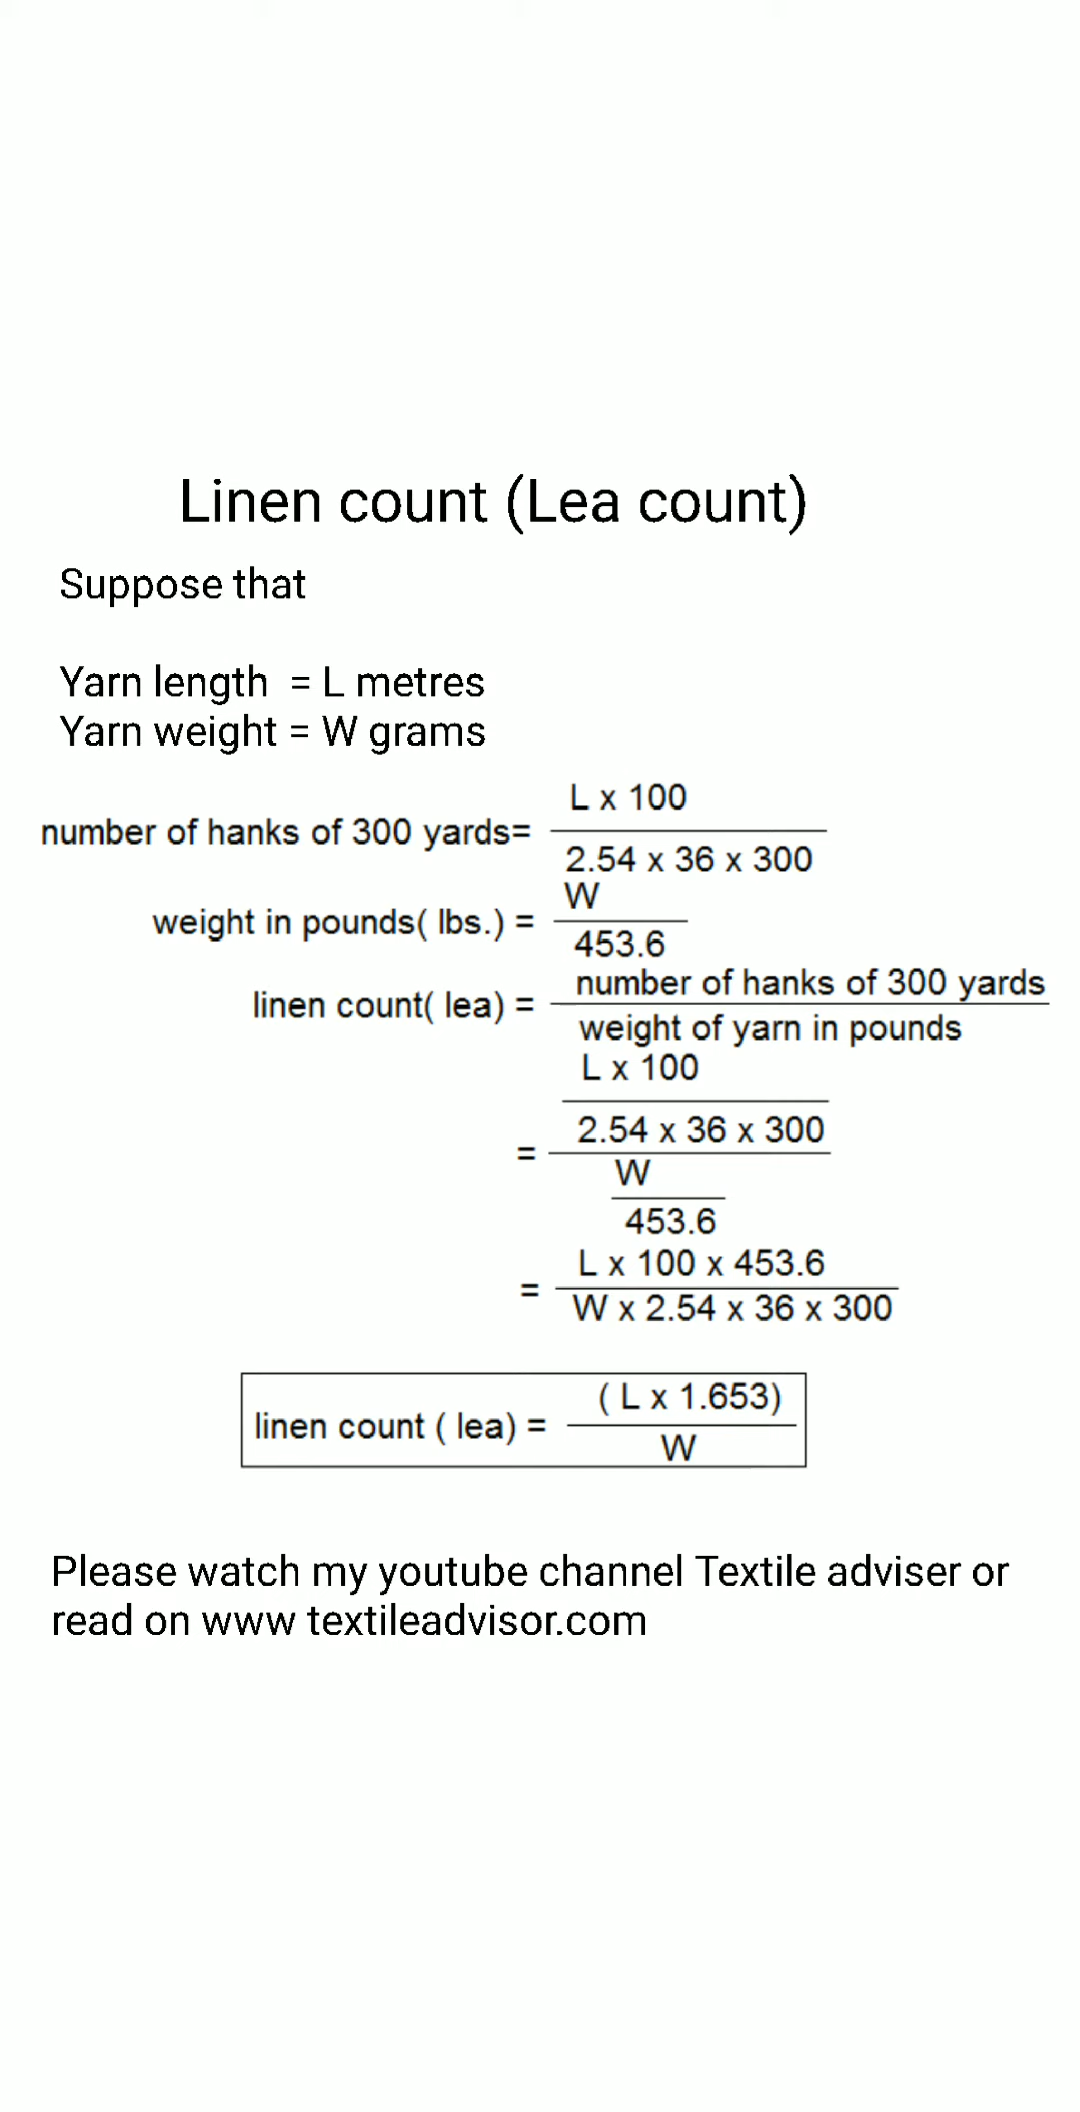 Linen count (Lea count)
Suppose that
Yarn length = L metres
Yarn weight = W grams
L x 100
number of hanks of 300 yards=
2.54 x 36 x 300
W
weight in pounds( lbs.) =
453.6
number of hanks of 300 yards
linen count( lea) =
weight of yarn in pounds
L x 100
2.54 x 36 x 300
=
W
453.6
L x 100 x 453.6
=
W x 2.54 x 36 x 300
( L x 1.653)
linen count ( lea) =
W
Please watch my youtube channel Textile adviser or
read on www textileadvisor.com